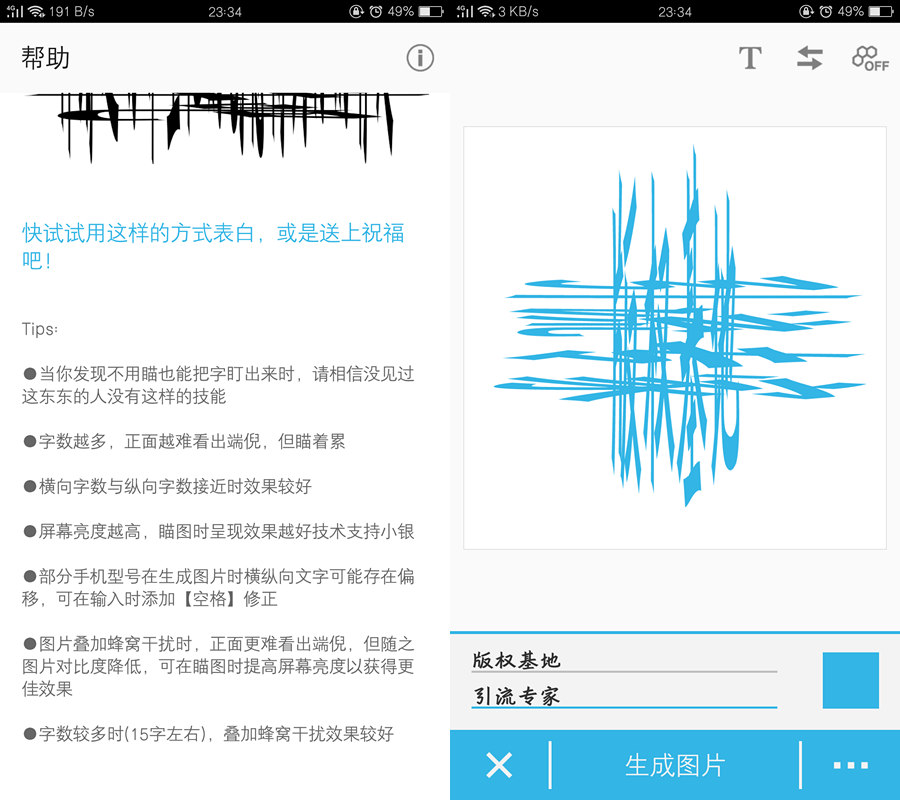 4G 191 B/s 23:34 49%
帮助
快试试用这样的方式表白，或是送上祝福
吧！
Tips:
●当你发现不用瞄也能把字盯出来时，请相信没见过
这东东的人没有这样的技能
●字数越多，正面越难看出端倪，但瞄着累
●横向字数与纵向字数接近时效果较好
●屏幕亮度越高，瞄图时呈现效果越好技术支持小银
●部分手机型号在生成图片时横纵向文字可能存在偏
移，可在输入时添加【空格】修正
●图片叠加蜂窝干扰时，正面更难看出端倪，但随之
图片对比度降低，可在瞄图时提高屏幕亮度以获得更
佳效果
●字数较多时(15字左右)，叠加蜂窝干扰效果较好
4G 3 KB/s 23:34 49%
T OFF
版权基地
引流专家
生成图片